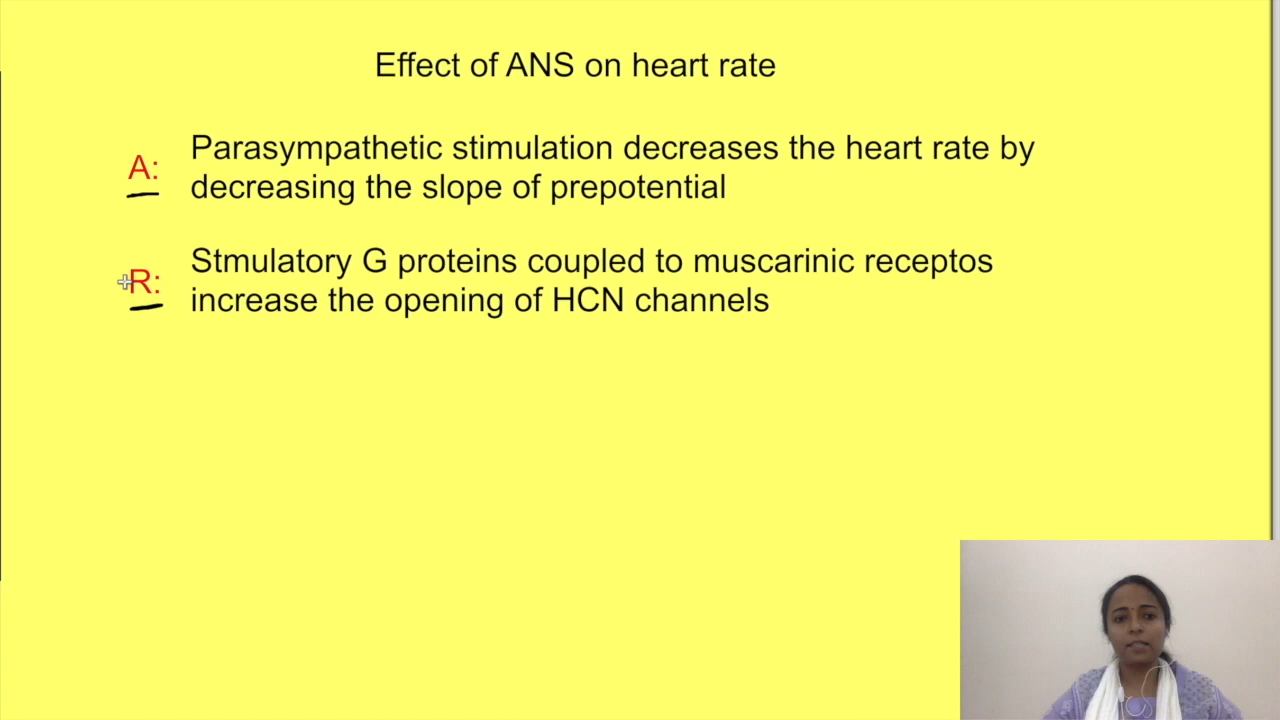 Effect of ANS on heart rate
A: Parasympathetic stimulation decreases the heart rate by
decreasing the slope of prepotential
R: Stmulatory G proteins coupled to muscarinic receptos
increase the opening of HCN channels